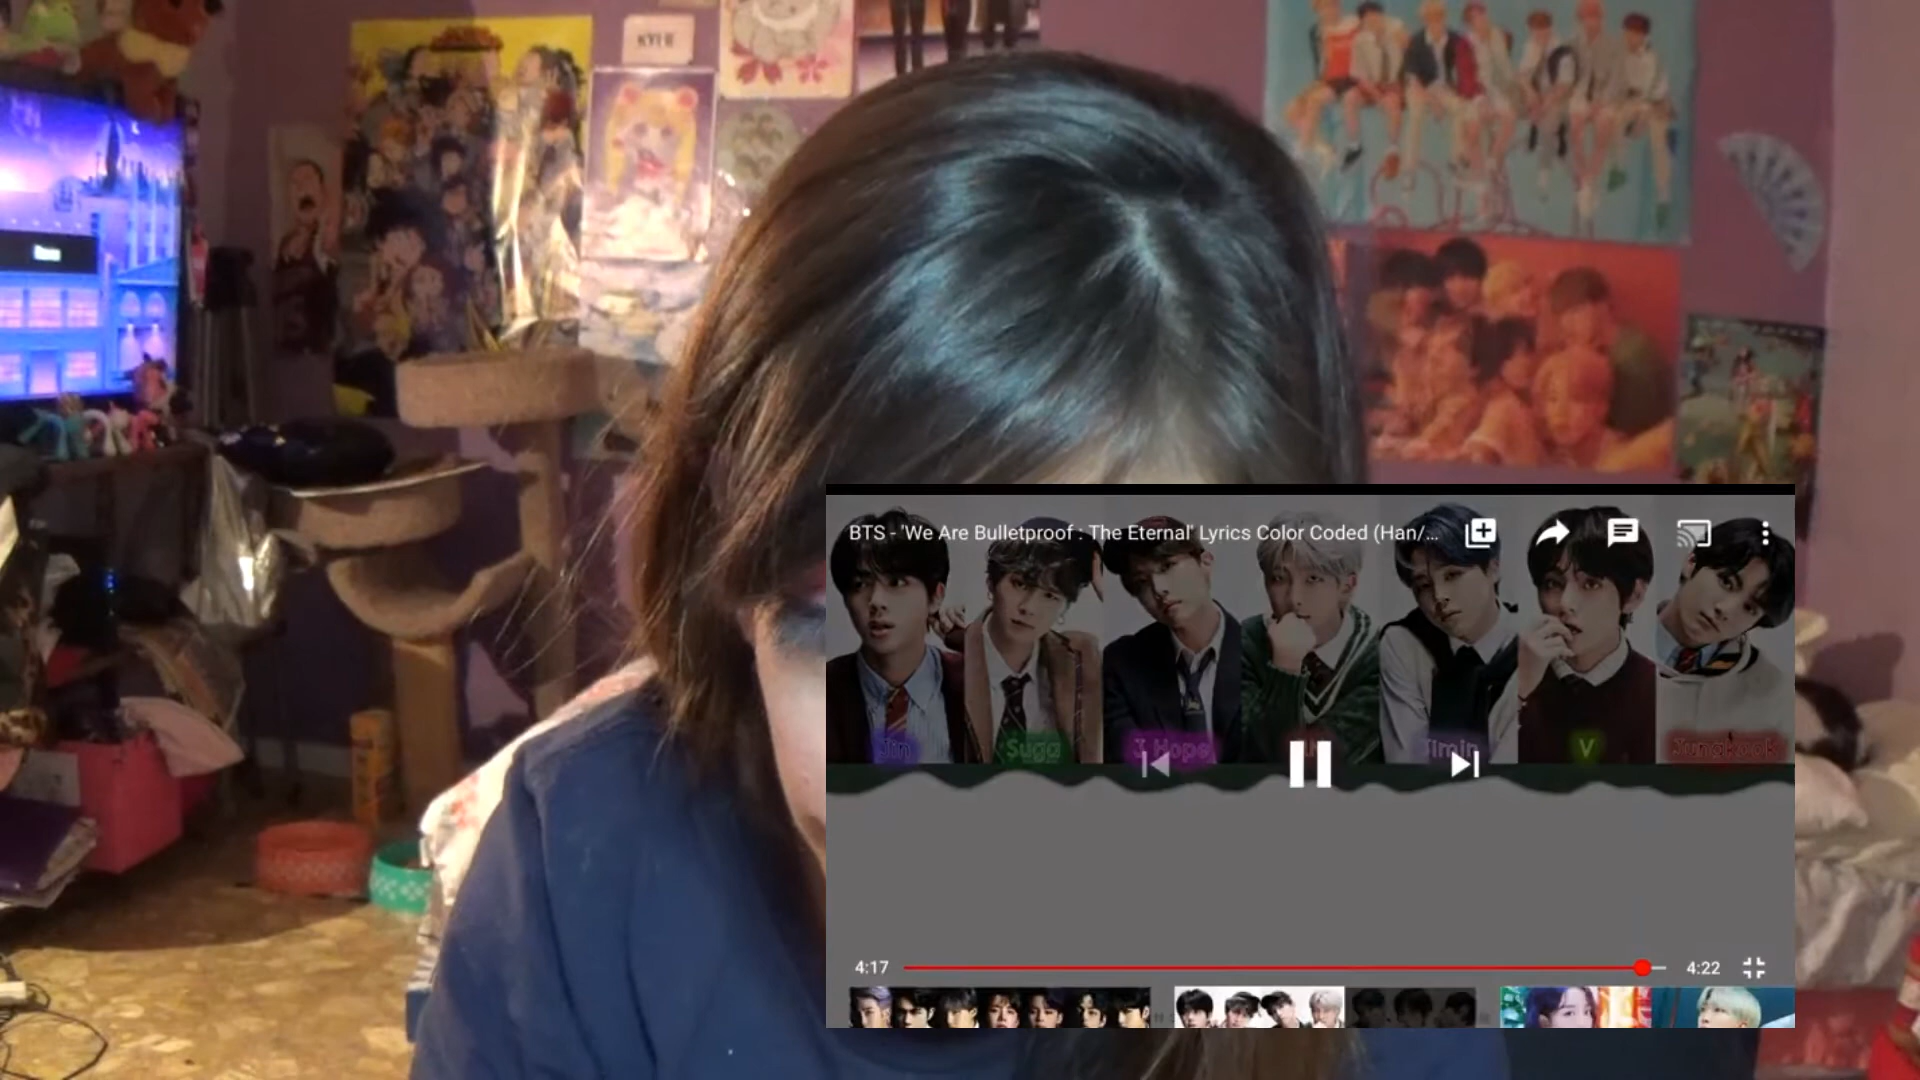 KYLE
BTS - 'We Are Bulletproof : The Eternal' Lyrics Color Coded (Han/...
Jin
Suga
J Hope
Jimin
V
Jungkook
4:17
4:22